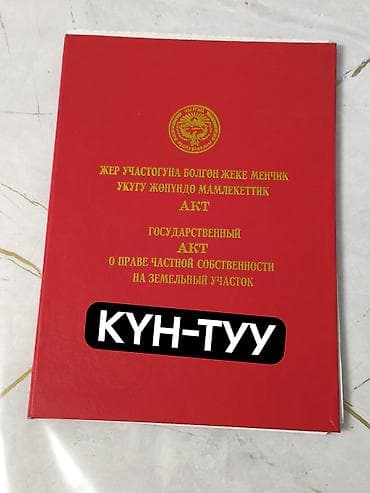 ЖЕР УЧАСТОГУНА БОЛГОН ЖЕКЕ МЕНЧИК
УКУГУ ЖӨНҮНДӨ МАМЛЕКЕТТИК
АКТ
ГОСУДАРСТВЕННЫЙ
АКТ
О ПРАВЕ ЧАСТНОЙ СОБСТВЕННОСТИ
НА ЗЕМЕЛЬНЫЙ УЧАСТОК
КҮН-ТУУ